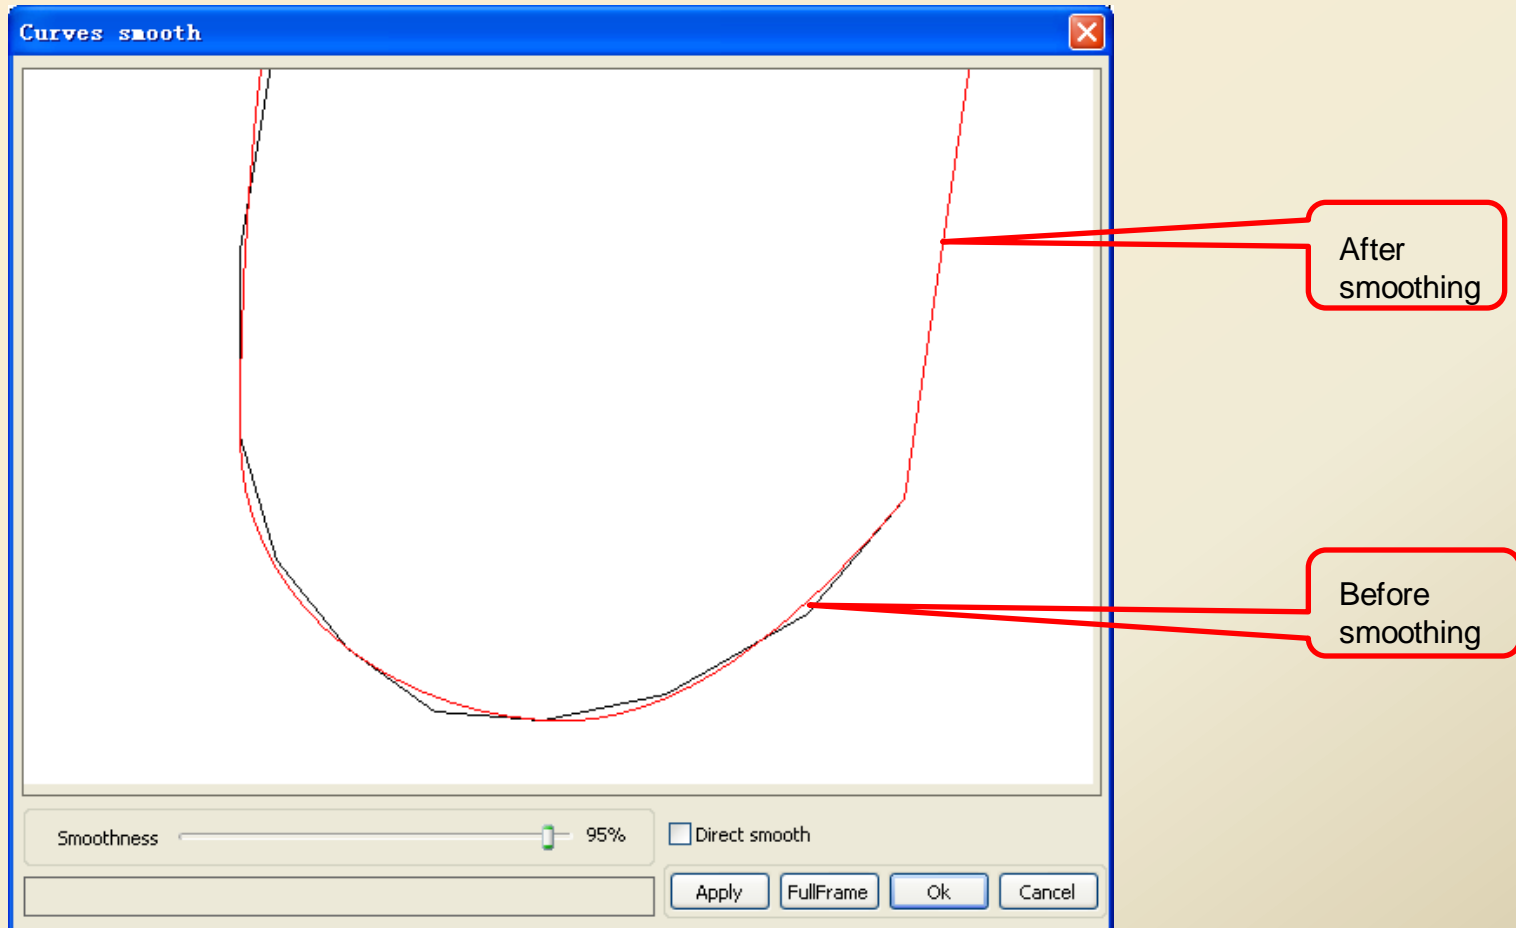 Curves smooth
After
smoothing
Before
smoothing
Smoothness 95%
Direct smooth
Apply FullFrame Ok Cancel